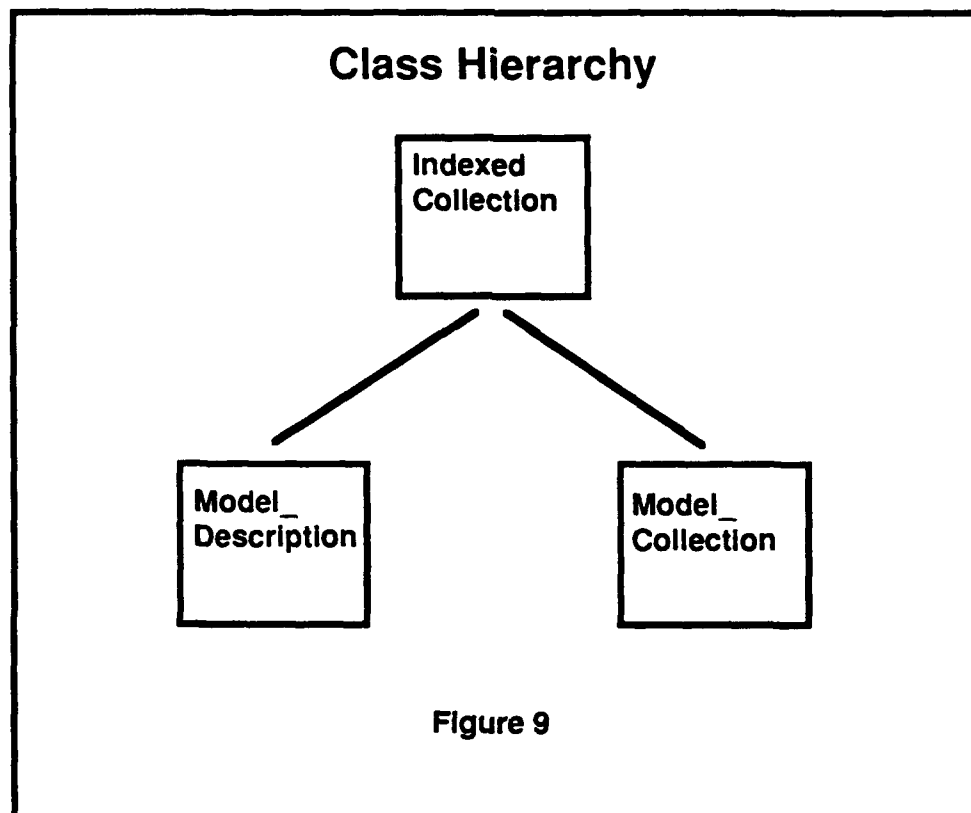 Class Hierarchy
Indexed
Collection
Model_
Description
Model_
Collection
Figure 9